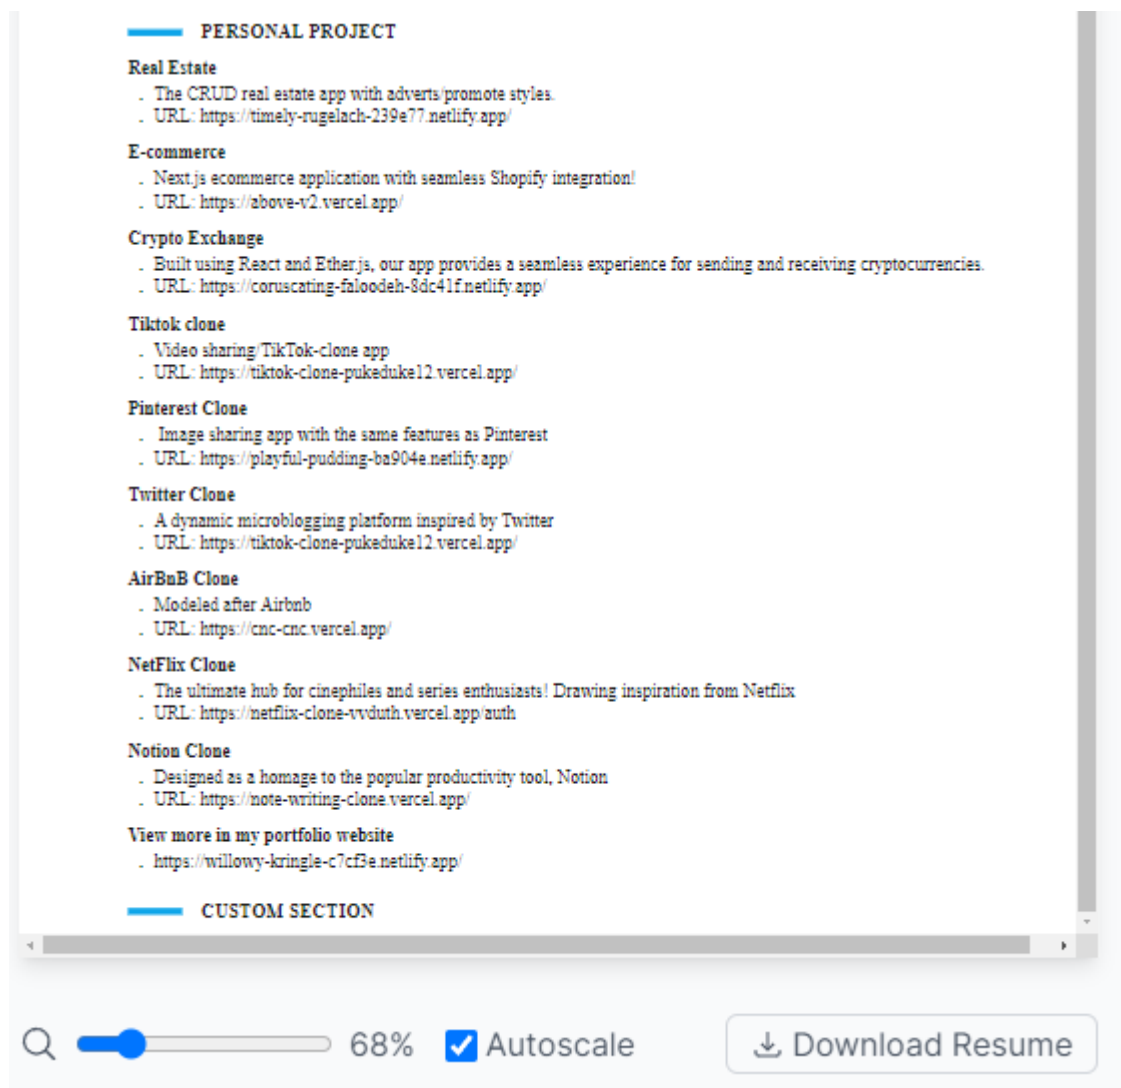 PERSONAL PROJECT
Real Estate
. The CRUD real estate app with adverts/promote styles.
. URL: https://timely-rugelach-239e77.netlify.app/
E-commerce
. Next.js ecommerce application with seamless Shopify integration!
. URL: https://above-v2.vercel.app/
Crypto Exchange
. Built using React and Ether.js, our app provides a seamless experience for sending and receiving cryptocurrencies.
. URL: https://coruscating-faloodeh-8dc41f.netlify.app/
Tiktok clone
. Video sharing/TikTok-clone app
. URL: https://tiktok-clone-pukeduke12.vercel.app/
Pinterest Clone
. Image sharing app with the same features as Pinterest
. URL: https://playful-pudding-ba904e.netlify.app/
Twitter Clone
. A dynamic microblogging platform inspired by Twitter
. URL: https://tiktok-clone-pukeduke12.vercel.app/
AirBnB Clone
. Modeled after Airbnb
. URL: https://cnc-cnc.vercel.app/
NetFlix Clone
. The ultimate hub for cinephiles and series enthusiasts! Drawing inspiration from Netflix
. URL: https://netflix-clone-vvduth.vercel.app/auth
Notion Clone
. Designed as a homage to the popular productivity tool, Notion
. URL: https://note-writing-clone.vercel.app/
View more in my portfolio website
. https://willowy-kringle-c7cf3e.netlify.app/
CUSTOM SECTION
68% Autoscale Download Resume